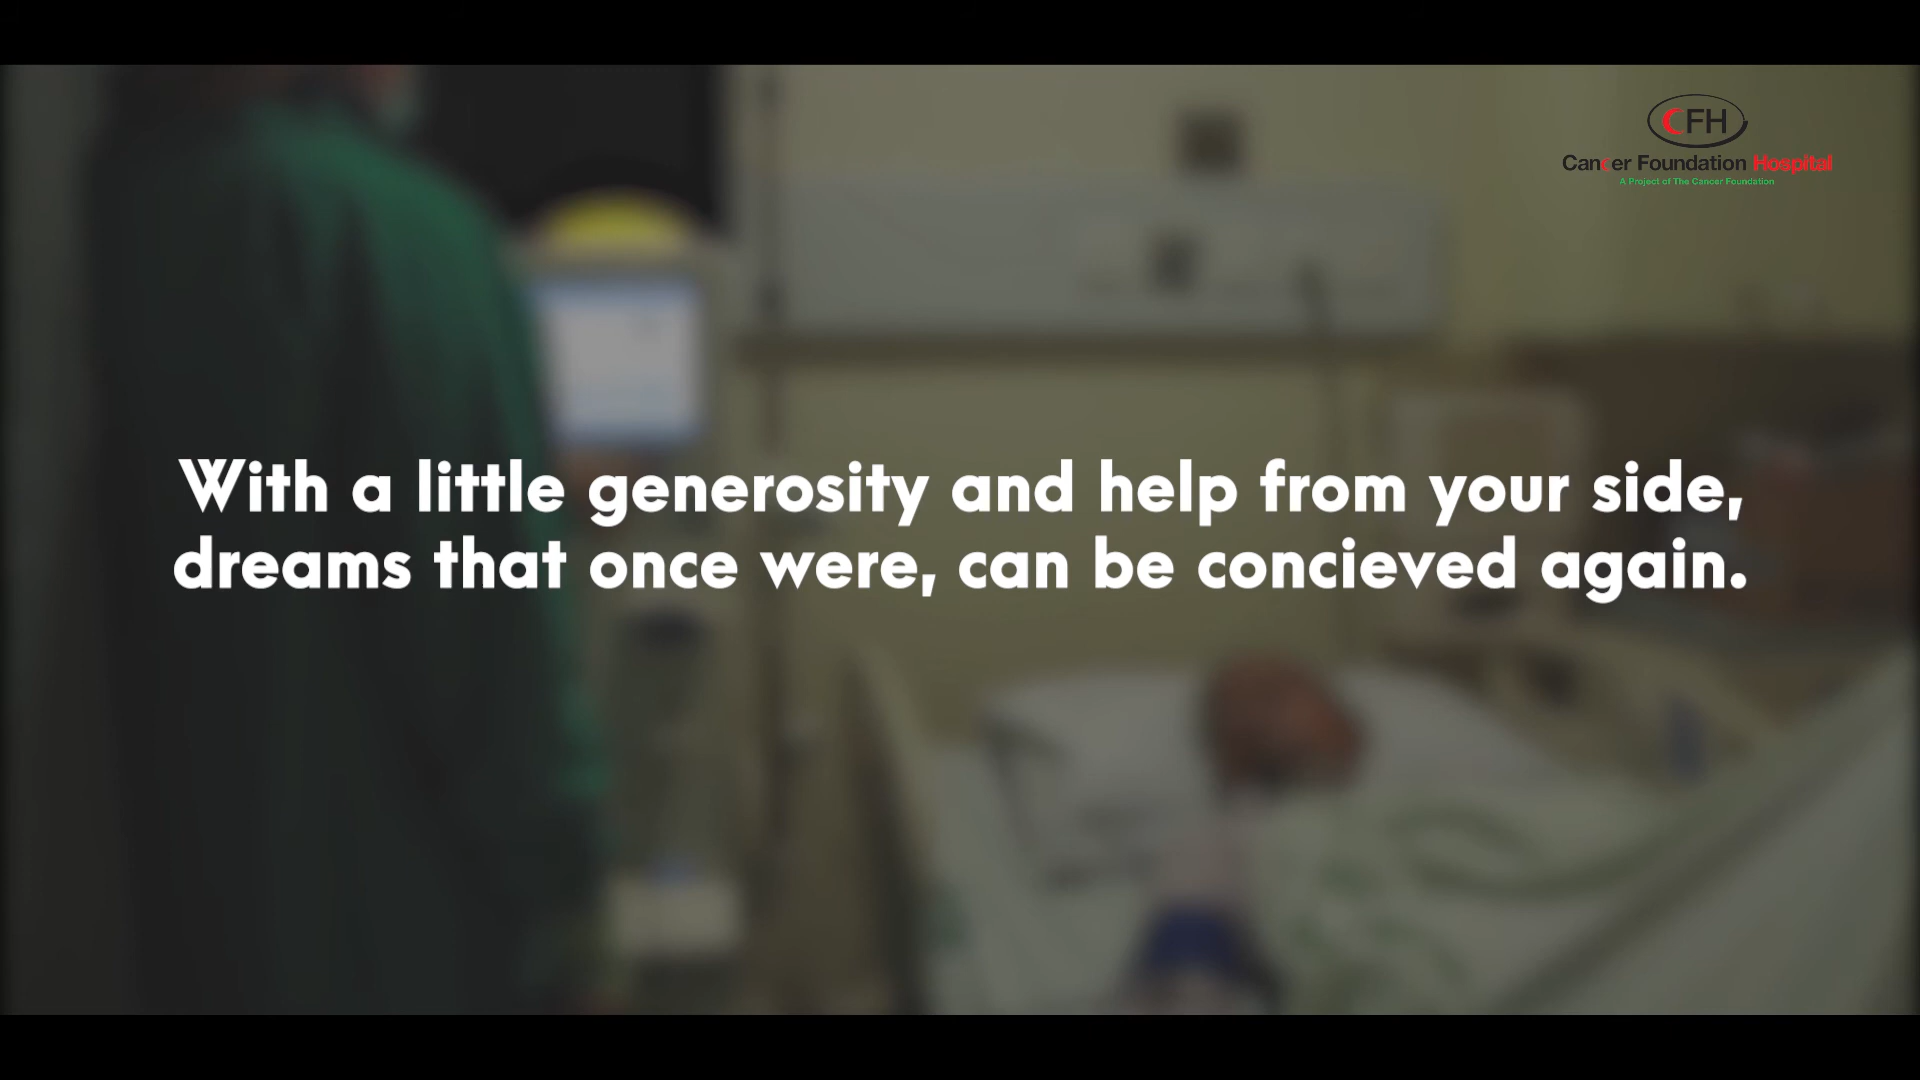 CFH
Cancer Foundation Hospital
A Project of The Cancer Foundation
With a little generosity and help from your side,
dreams that once were, can be concieved again.